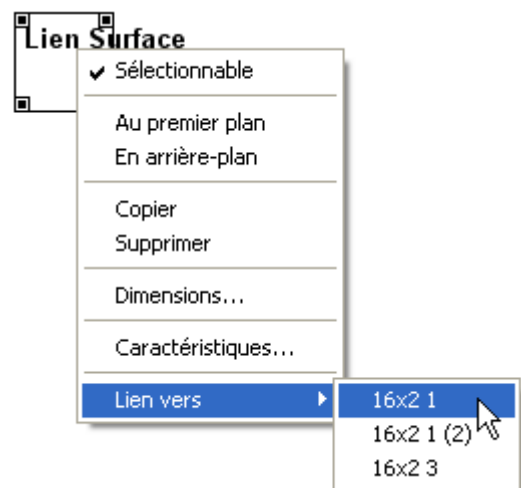 Lien Surface
Sélectionnable
Au premier plan
En arrière-plan
Copier
Supprimer
Dimensions...
Caractéristiques...
Lien vers
16x2 1
16x2 1 (2)
16x2 3